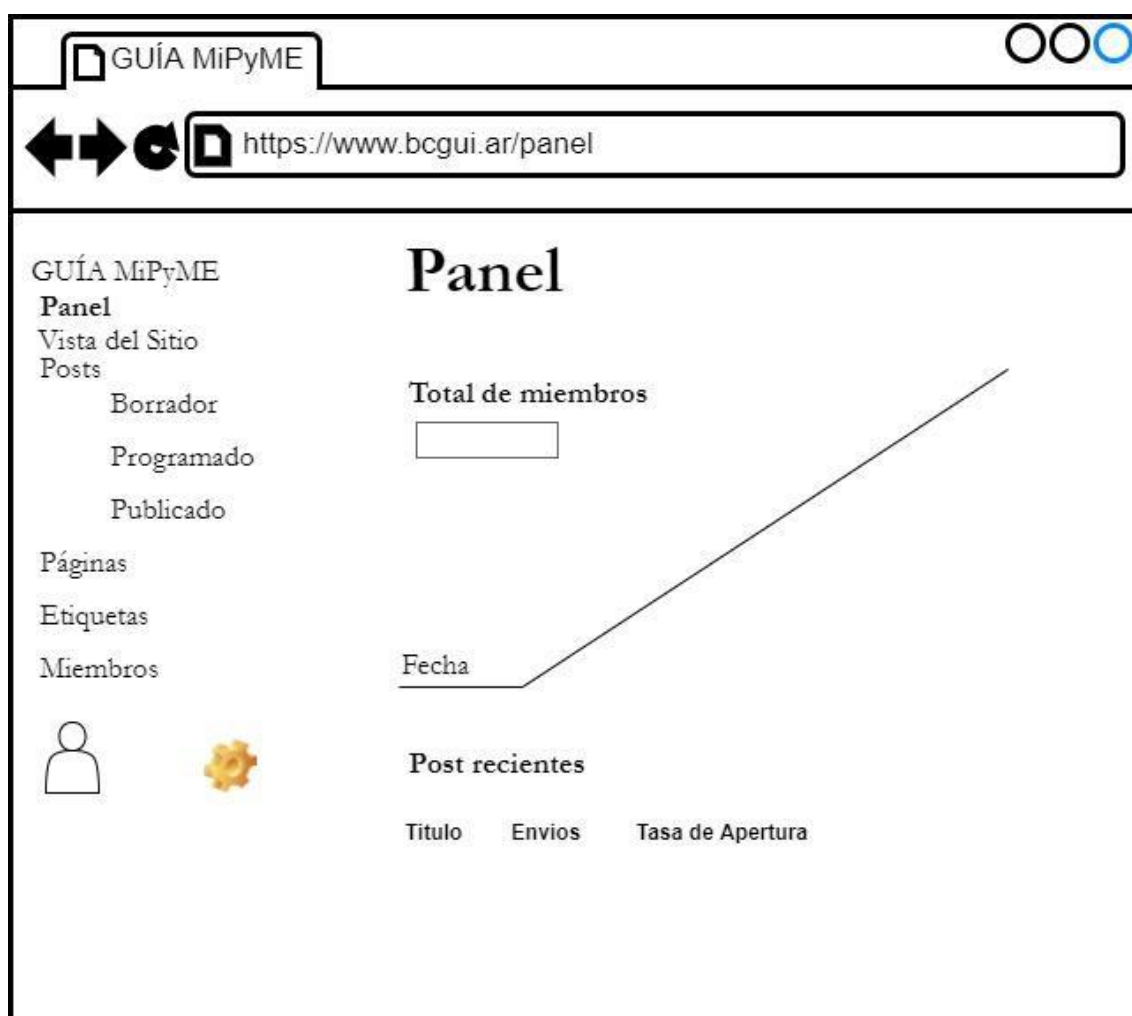 GUÍA MiPyME
https://www.bcgui.ar/panel
GUÍA MiPyME
Panel
Vista del Sitio
Posts
Borrador
Programado
Publicado
Páginas
Etiquetas
Miembros
Panel
Total de miembros
Fecha
Post recientes
Titulo Envios Tasa de Apertura